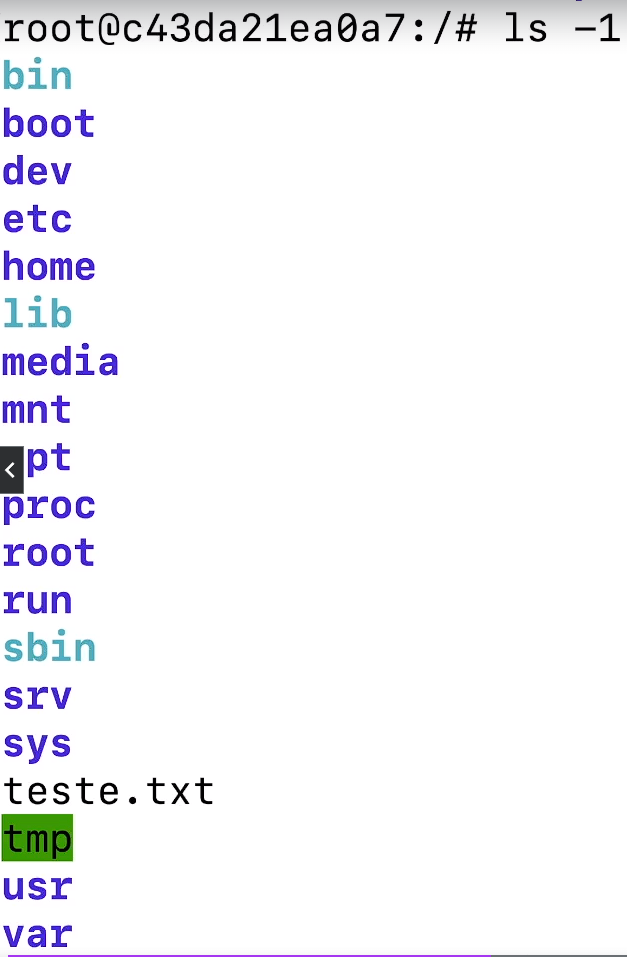 root@c43da21ea0a7:/# ls -1
bin
boot
dev
etc
home
lib
media
mnt
pt
proc
root
run
sbin
srv
sys
teste.txt
tmp
usr
var